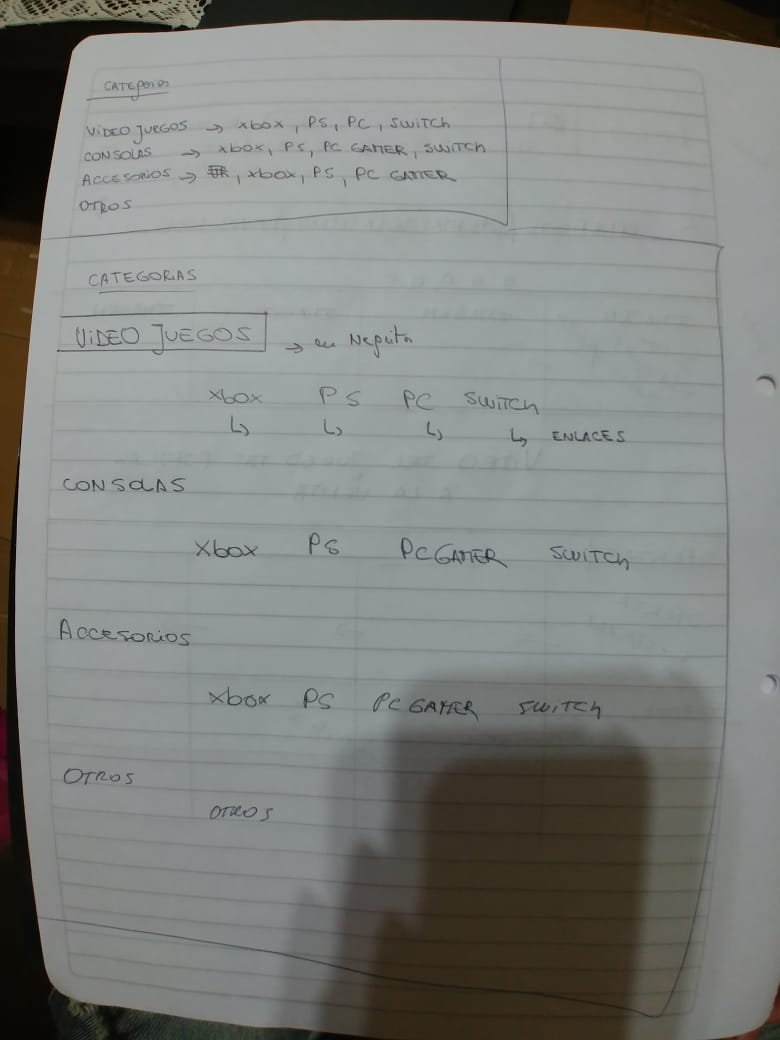 CATEGORIAS
VIDEO JUEGOS → xbox, PS, PC, SWITCH
CONSOLAS → xbox, PS, PC GAMER, SWITCH
ACCESORIOS → , xbox, PS, PC GAMER
OTROS
CATEGORIAS
VIDEO JUEGOS → en Negrita
xbox PS PC SWITCH
↳ ↳ ↳ ↳ ENLACES
CONSOLAS
Xbox PS PC GAMER SWITCH
ACCESORIOS
Xbox PS PC GAMER SWITCH
OTROS
OTROS